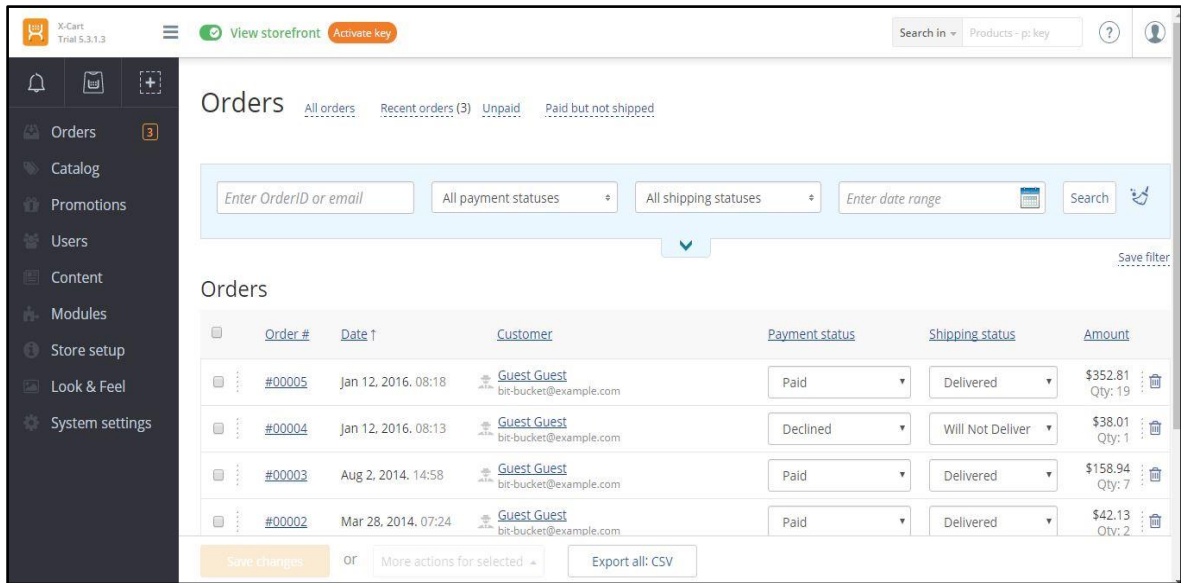 X-Cart
Trial 5.3.1.3
View storefront Activate key Search in Products - p: key ?
Orders 3
Catalog
Promotions
Users
Content
Modules
Store setup
Look & Feel
System settings
Orders All orders Recent orders (3) Unpaid Paid but not shipped
Enter OrderID or email All payment statuses All shipping statuses Enter date range Search
Save filter
Orders
Order # Date ↑ Customer Payment status Shipping status Amount
#00005 Jan 12, 2016. 08:18 Guest Guest Paid Delivered $352.81
bit-bucket@example.com Qty: 19
#00004 Jan 12, 2016. 08:13 Guest Guest Declined Will Not Deliver $38.01
bit-bucket@example.com Qty: 1
#00003 Aug 2, 2014. 14:58 Guest Guest Paid Delivered $158.94
bit-bucket@example.com Qty: 7
#00002 Mar 28, 2014. 07:24 Guest Guest Paid Delivered $42.13
bit-bucket@example.com Qty: 2
Save changes or More actions for selected Export all: CSV